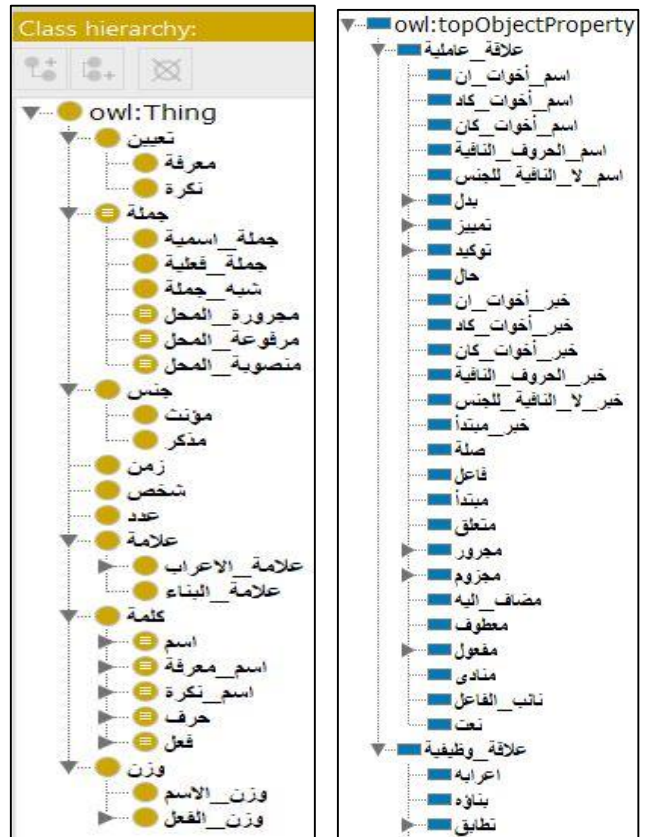 Class hierarchy:
owl:Thing
تعيين
معرفة
نكرة
جملة
جملة_اسمية
جملة_فعلية
شبه_جملة
مجرورة_المحل
مرفوعة_المحل
منصوبة_المحل
جنس
مؤنث
مذكر
زمن
شخص
عدد
علامة
علامة_الاعراب
علامة_البناء
كلمة
اسم
اسم_معرفة
اسم_نكرة
حرف
فعل
وزن
وزن_الاسم
وزن_الفعل
owl:topObjectProperty
علاقة_عاملية
اسم_أخوات_ان
اسم_أخوات_كاد
اسم_أخوات_كان
اسم_الحروف_النافية
اسم_لا_النافية_للجنس
بدل
تمييز
توكيد
حال
خبر_أخوات_ان
خبر_أخوات_كاد
خبر_أخوات_كان
خبر_الحروف_النافية
خبر_لا_النافية_للجنس
خبر_مبتدأ
صلة
فاعل
مبتدأ
متعلق
مجرور
مجزوم
مضاف_اليه
معطوف
مفعول
منادى
نائب_الفاعل
نعت
علاقة_وظيفية
اعرابه
بناؤه
تطابق